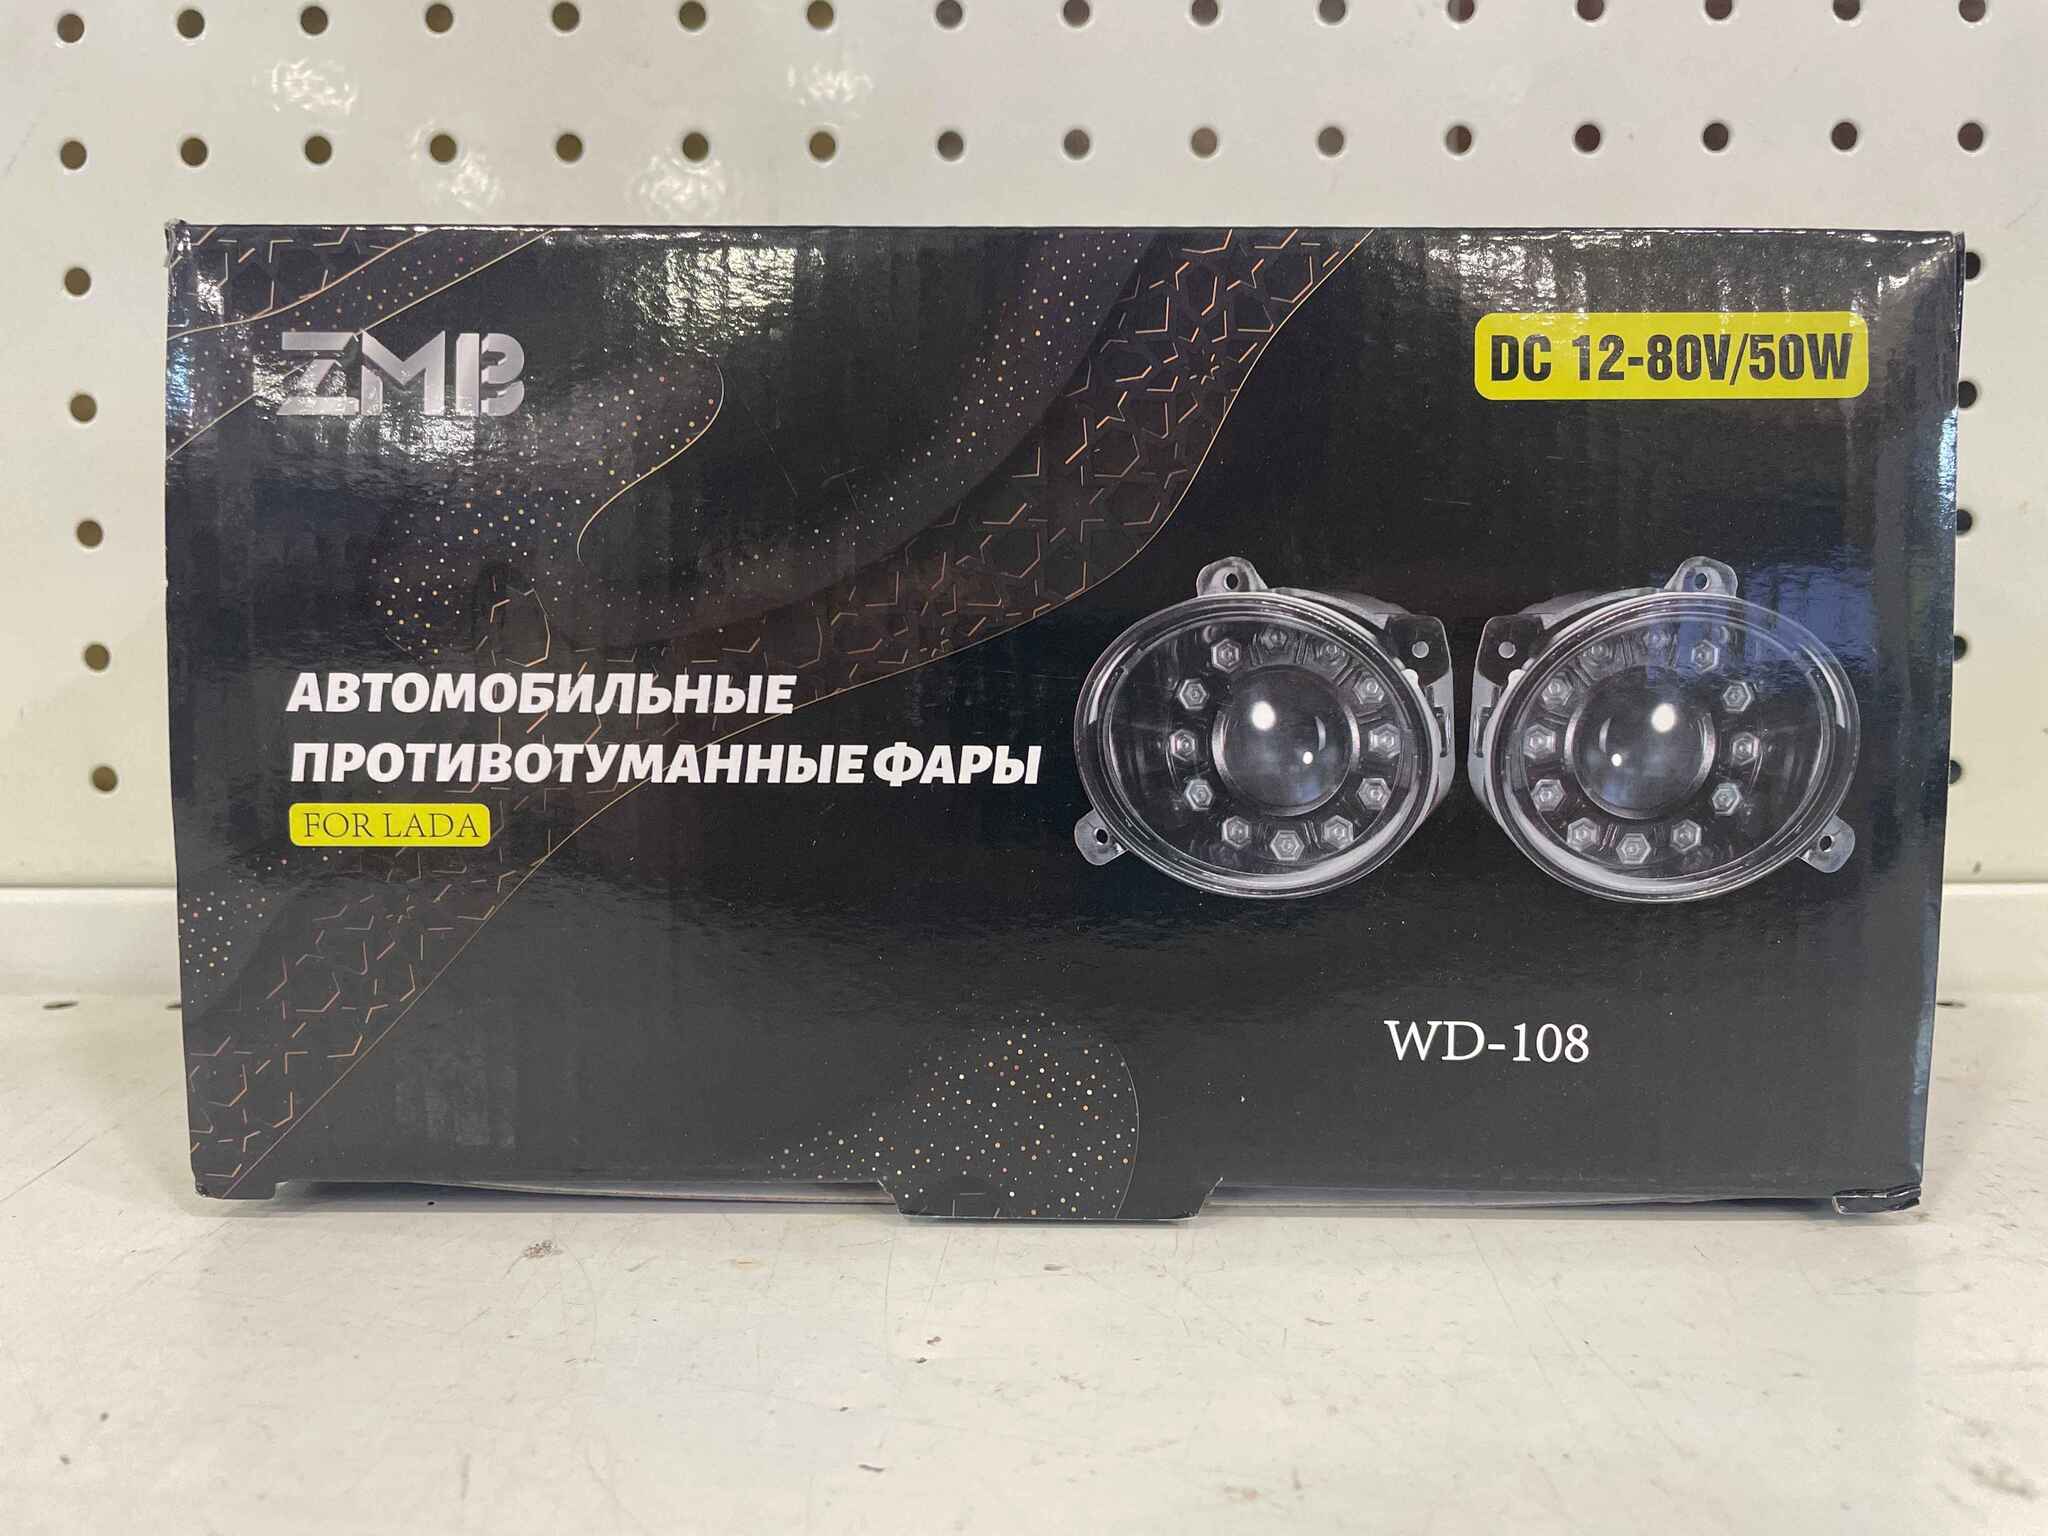 ZMB
DC 12-80V/50W
АВТОМОБИЛЬНЫЕ
ПРОТИВОТУМАННЫЕ ФАРЫ
FOR LADA
WD-108